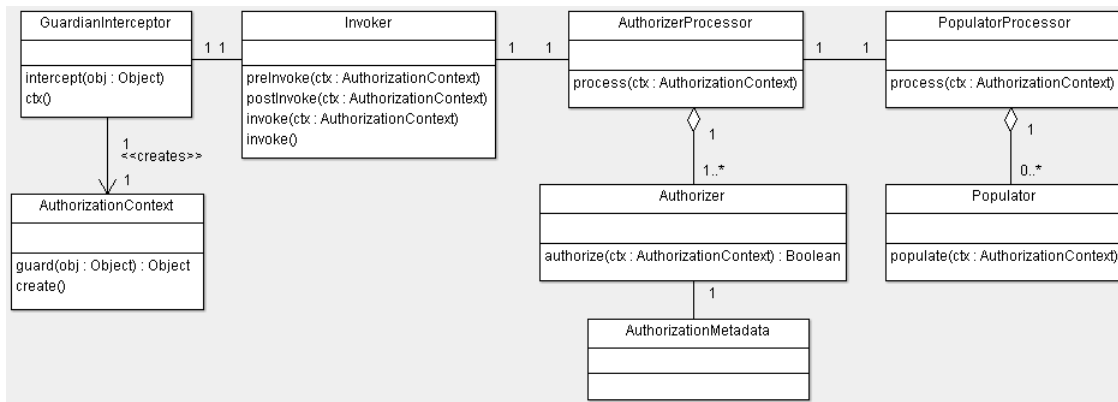 GuardianInterceptor
Invoker
AuthorizerProcessor
PopulatorProcessor
1 1
1 1
1 1
intercept(obj : Object)
ctx()
preInvoke(ctx : AuthorizationContext)
postInvoke(ctx : AuthorizationContext)
invoke(ctx : AuthorizationContext)
invoke()
process(ctx : AuthorizationContext)
process(ctx : AuthorizationContext)
1
<<creates>>
1
1
1..*
1
0..*
AuthorizationContext
guard(obj : Object) : Object
create()
Authorizer
authorize(ctx : AuthorizationContext) : Boolean
Populator
populate(ctx : AuthorizationContext)
1
AuthorizationMetadata